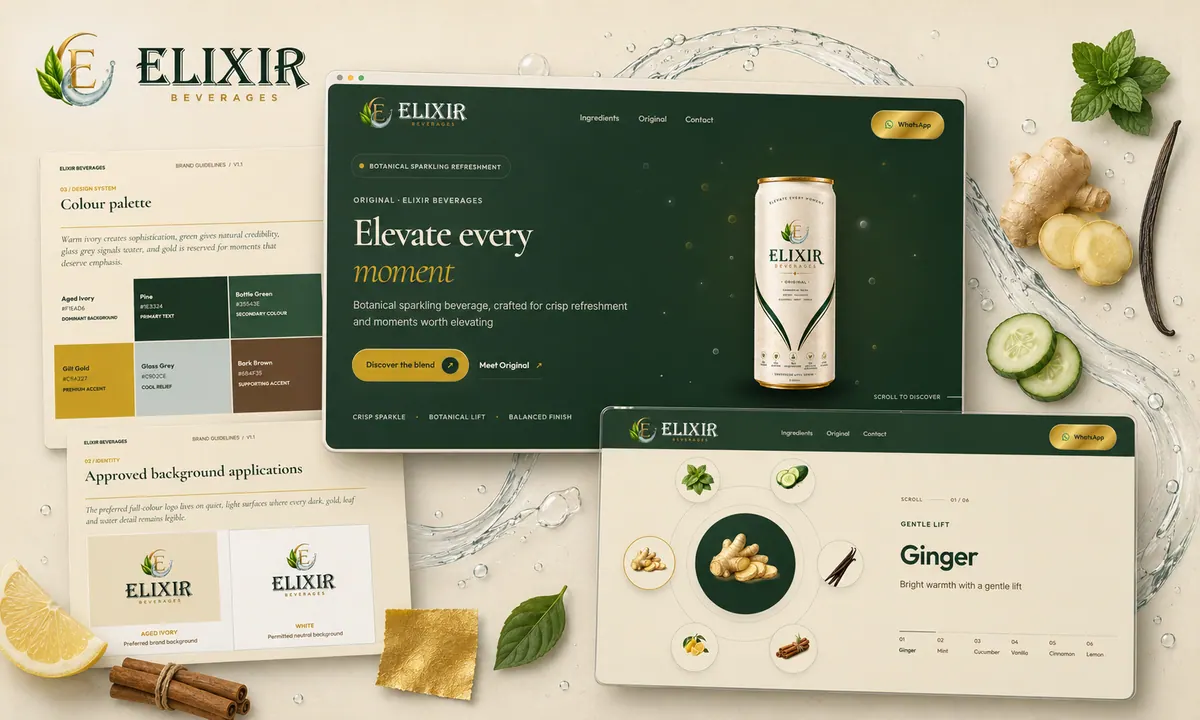 E
ELIXIR
BEVERAGES
ELIXIR BEVERAGES
BRAND GUIDELINES / V1.1
03 / DESIGN SYSTEM
Colour palette
Warm ivory creates sophistication, green gives natural credibility,
glass grey signals water, and gold is reserved for moments that
deserve emphasis.
Aged Ivory
#F1EAD6
DOMINANT BACKGROUND
Pine
PRIMARY TEXT
Bottle Green
SECONDARY COLOUR
Gilt Gold
PREMIUM ACCENT
Glass Grey
COOL RELIEF
Bark Brown
SUPPORTING ACCENT
ELIXIR BEVERAGES
BRAND GUIDELINES / V1.1
02 / IDENTITY
Approved background applications
The preferred full-colour logo lives on quiet, light surfaces where every dark, gold, leaf
and water detail remains legible.
E
ELIXIR
BEVERAGES
AGED IVORY
Preferred brand background
E
ELIXIR
BEVERAGES
WHITE
Permitted neutral background
E
ELIXIR
BEVERAGES
Ingredients
Original
Contact
WhatsApp
BOTANICAL SPARKLING REFRESHMENT
ORIGINAL · ELIXIR BEVERAGES
Elevate every
moment
Botanical sparkling beverage, crafted for crisp refreshment
and moments worth elevating
Discover the blend ↗
Meet Original ↗
CRISP SPARKLE · BOTANICAL LIFT · BALANCED FINISH
ELEVATE EVERY MOMENT
E
ELIXIR
BEVERAGES
ORIGINAL
SCROLL TO DISCOVER
E
ELIXIR
BEVERAGES
Ingredients
Original
Contact
WhatsApp
SCROLL 01 / 06
GENTLE LIFT
Ginger
Bright warmth with a gentle lift
01 02 03 04 05 06
Ginger Mint Cucumber Vanilla Cinnamon Lemon